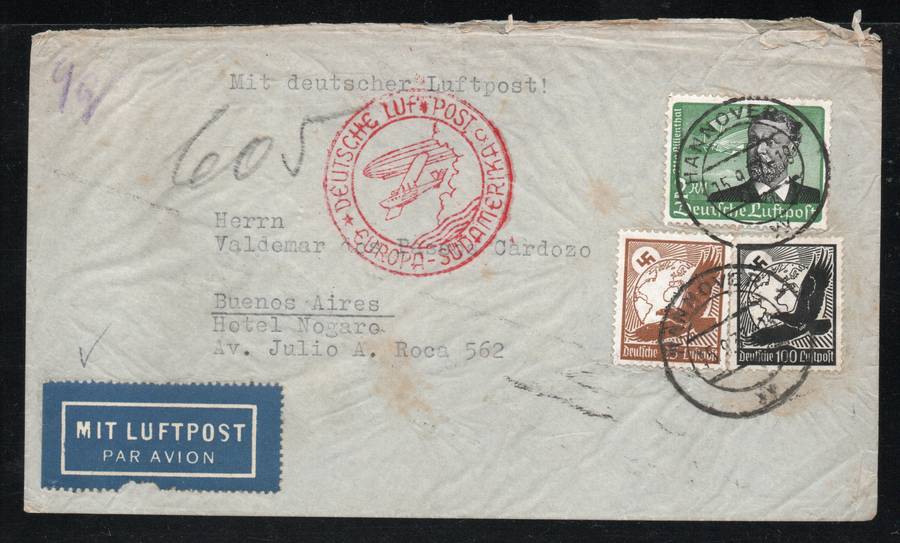 Mit deutscher Luftpost!
605
DEUTSCHE LUFTPOST
EUROPA-SÜDAMERIKA
Lilienthal
Deutsche Luftpost
HANNOVER
Herrn
Valdemar Cardozo
Buenos Aires
Hotel Nogaro
Av. Julio A. Roca 562
Deutsche Luftpost
Deutsche 100 Luftpost
HANNOVER
MIT LUFTPOST
PAR AVION